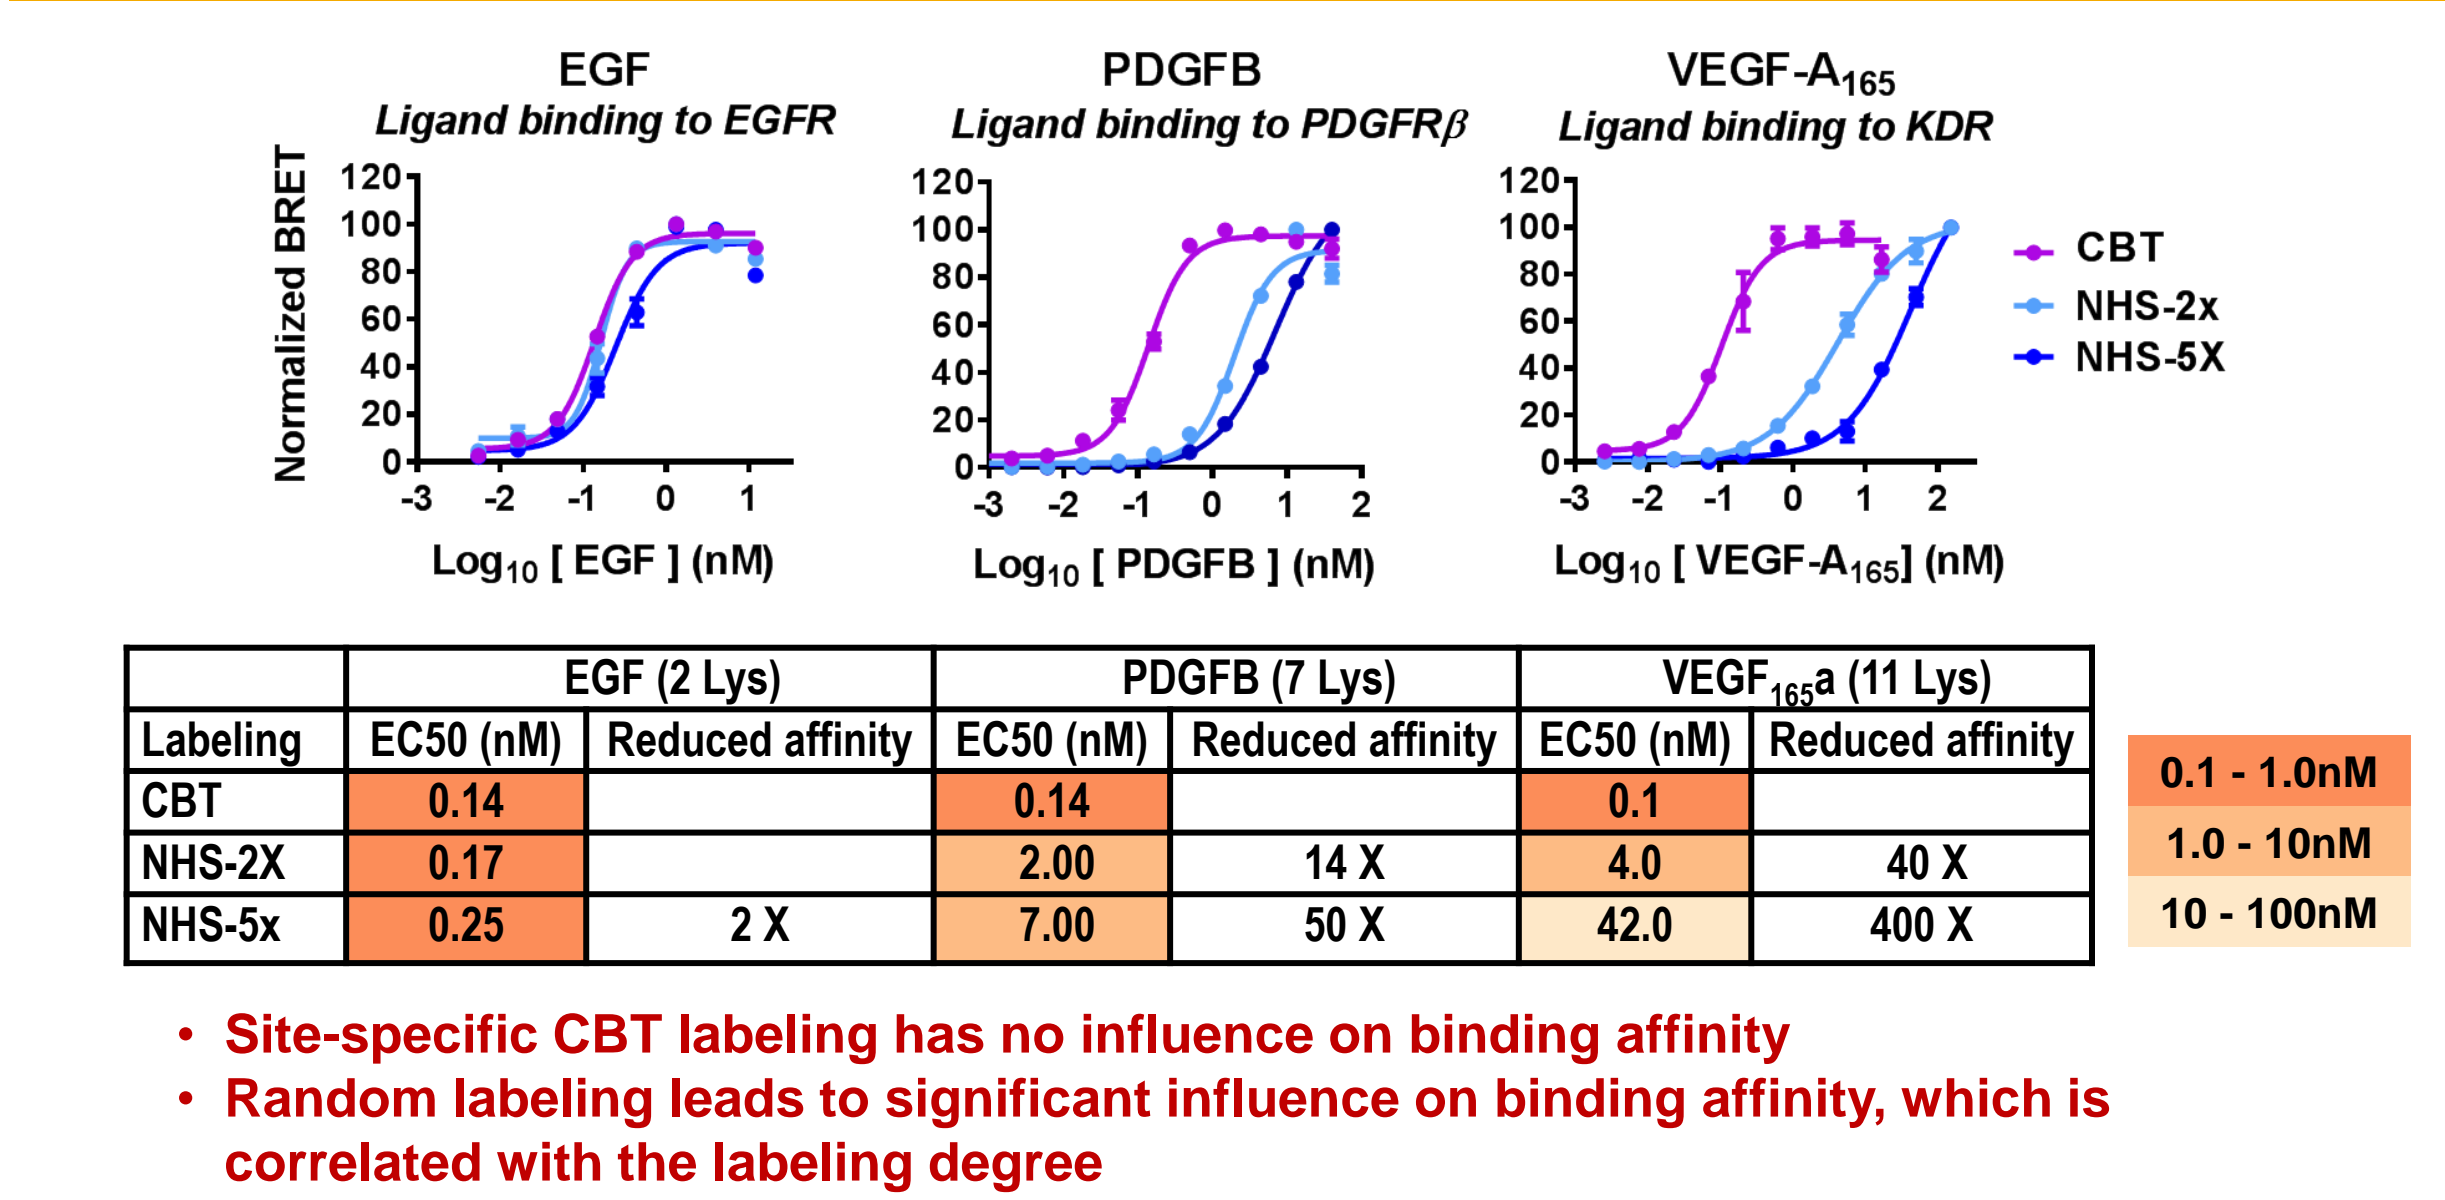 EGF
Ligand binding to EGFR
PDGFB
Ligand binding to PDGFRβ
VEGF-A165
Ligand binding to KDR
Normalized BRET
120
100
80
60
40
20
0
-3 -2 -1 0 1
Log10 [ EGF ] (nM)
120
100
80
60
40
20
0
-3 -2 -1 0 1 2
Log10 [ PDGFB ] (nM)
120
100
80
60
40
20
0
-3 -2 -1 0 1 2
Log10 [ VEGF-A165] (nM)
CBT
NHS-2x
NHS-5X
EGF (2 Lys) PDGFB (7 Lys) VEGF165a (11 Lys)
Labeling EC50 (nM) Reduced affinity EC50 (nM) Reduced affinity EC50 (nM) Reduced affinity
CBT 0.14 0.14 0.1
NHS-2X 0.17 2.00 14 X 4.0 40 X
NHS-5x 0.25 2 X 7.00 50 X 42.0 400 X
0.1 - 1.0nM
1.0 - 10nM
10 - 100nM
• Site-specific CBT labeling has no influence on binding affinity
• Random labeling leads to significant influence on binding affinity, which is
correlated with the labeling degree